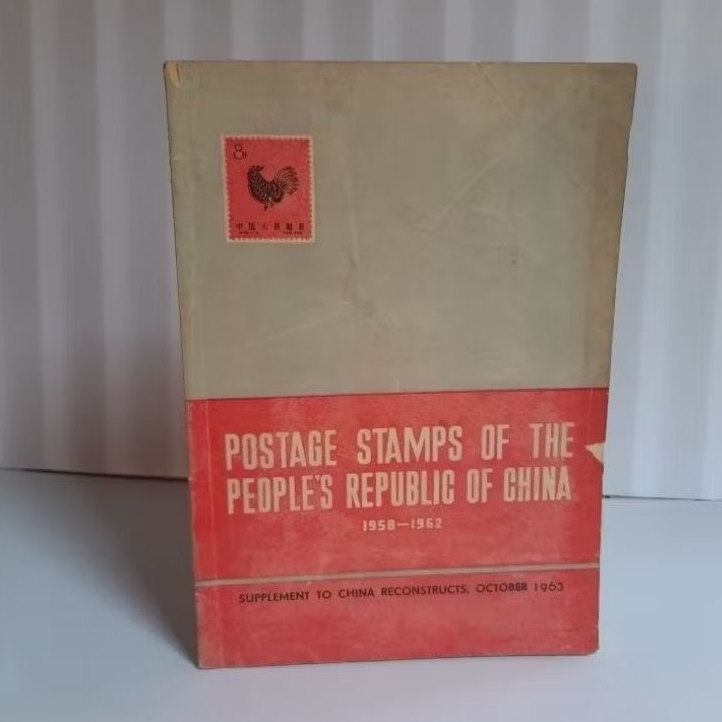 8分
中国人民邮政
POSTAGE STAMPS OF THE
PEOPLE'S REPUBLIC OF CHINA
1958—1962
SUPPLEMENT TO CHINA RECONSTRUCTS, OCTOBER 1963